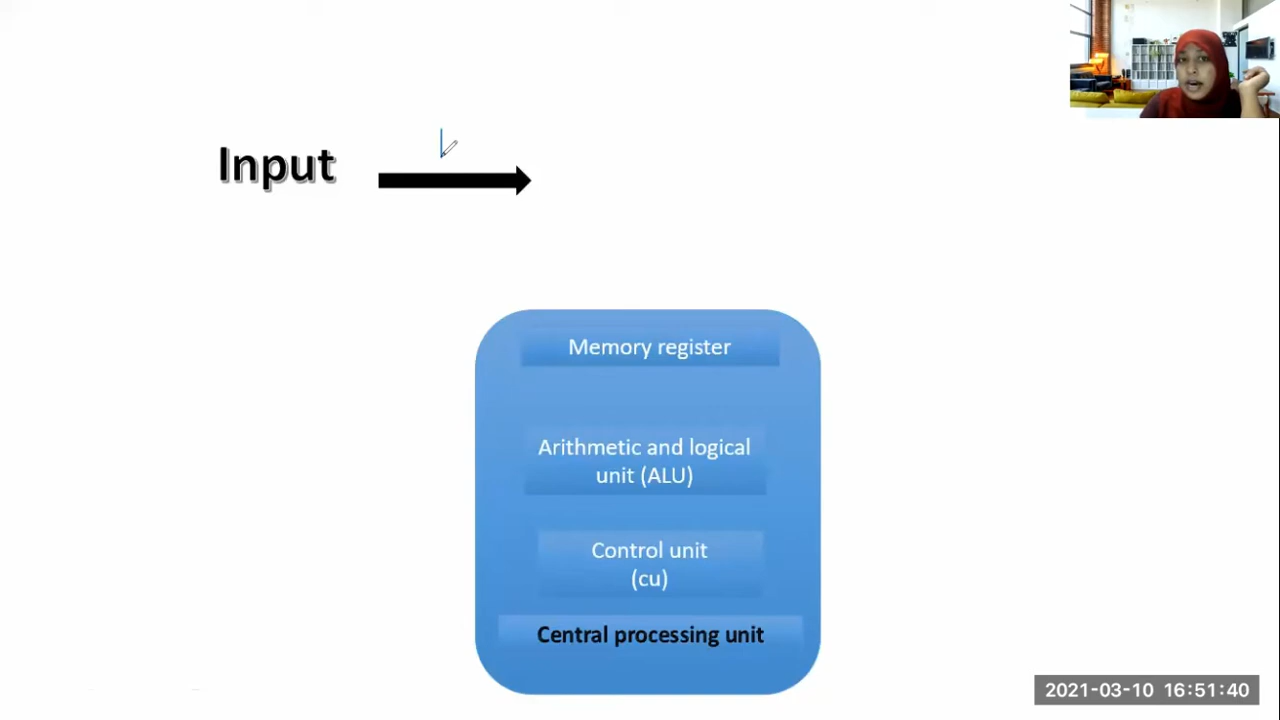 Input
Memory register
Arithmetic and logical
unit (ALU)
Control unit
(cu)
Central processing unit
2021-03-10 16:51:40